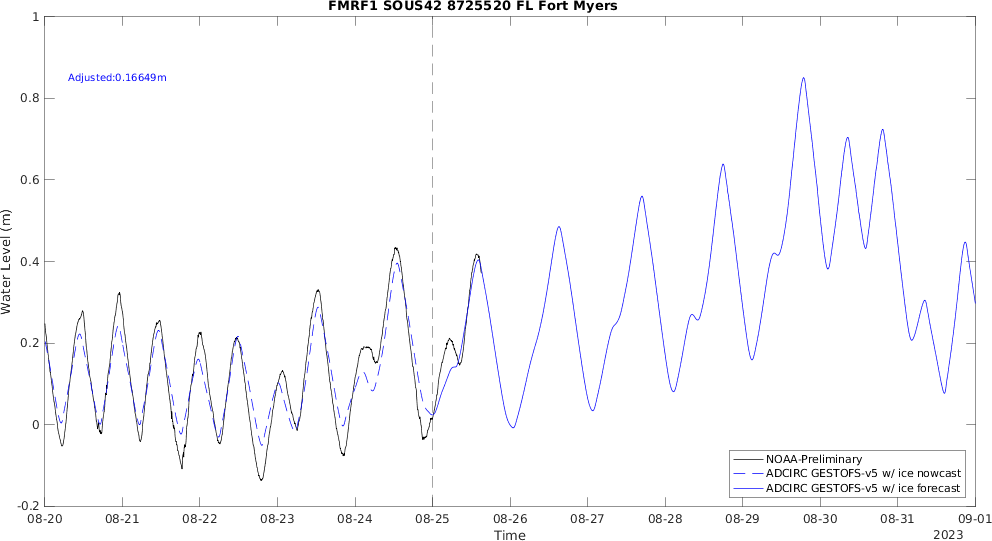 FMRF1 SOUS42 8725520 FL Fort Myers
Adjusted:0.16649m
Water Level (m)
1
0.8
0.6
0.4
0.2
0
-0.2
08-20 08-21 08-22 08-23 08-24 08-25 08-26 08-27 08-28 08-29 08-30 08-31 09-01
Time
2023
NOAA-Preliminary
ADCIRC GESTOFS-v5 w/ ice nowcast
ADCIRC GESTOFS-v5 w/ ice forecast